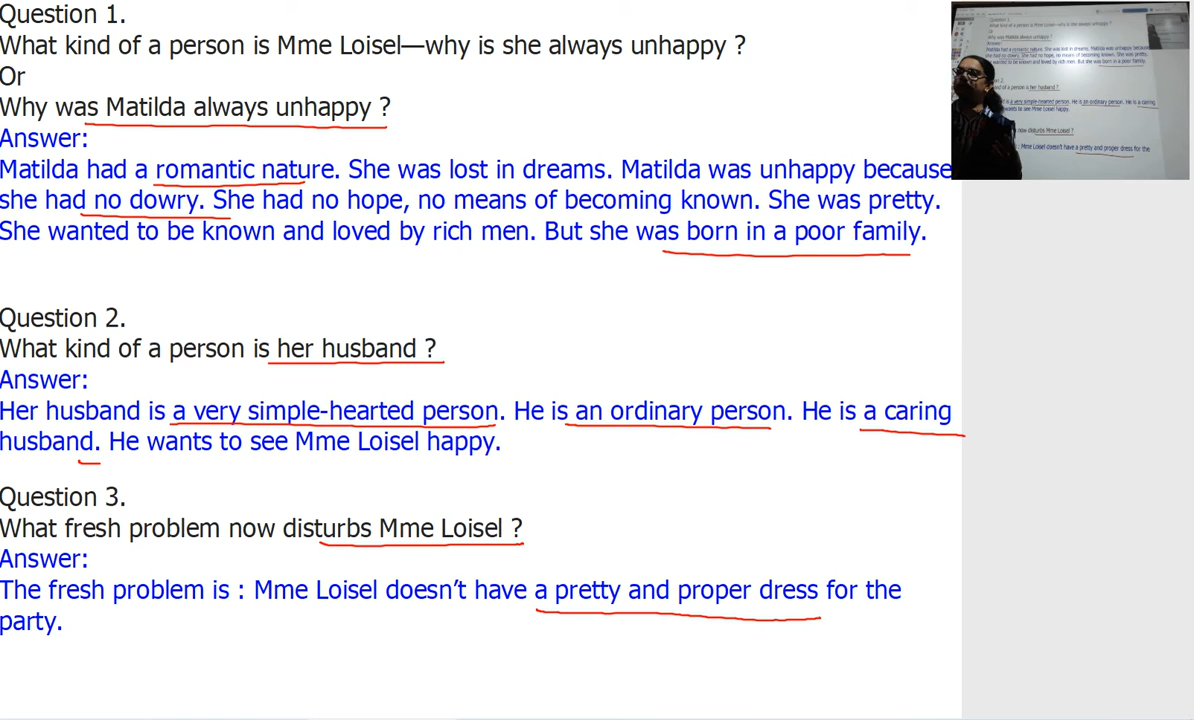 Question 1.
What kind of a person is Mme Loisel—why is she always unhappy ?
Or
Why was Matilda always unhappy ?
Answer:
Matilda had a romantic nature. She was lost in dreams. Matilda was unhappy because
she had no dowry. She had no hope, no means of becoming known. She was pretty.
She wanted to be known and loved by rich men. But she was born in a poor family.
Question 2.
What kind of a person is her husband ?
Answer:
Her husband is a very simple-hearted person. He is an ordinary person. He is a caring
husband. He wants to see Mme Loisel happy.
Question 3.
What fresh problem now disturbs Mme Loisel ?
Answer:
The fresh problem is : Mme Loisel doesn’t have a pretty and proper dress for the
party.